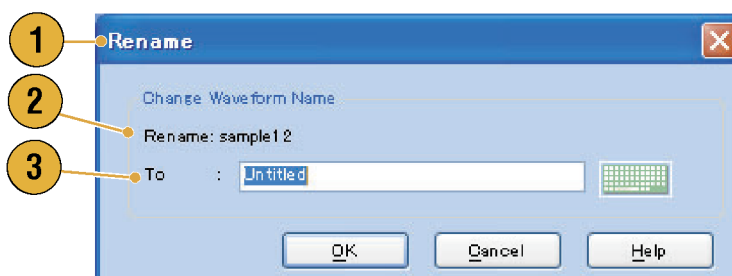 1
Rename
2
Change Waveform Name
Rename: sample12
3
To : Untitled
OK Cancel Help